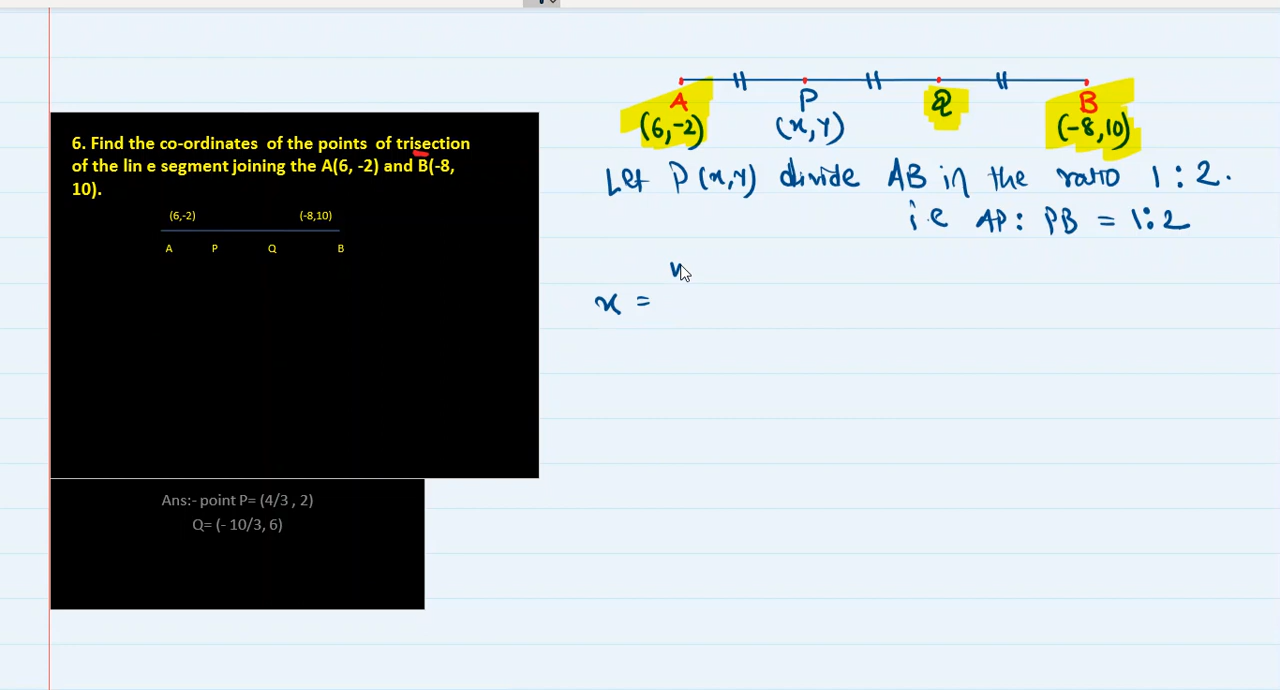 6. Find the co-ordinates of the points of trisection
of the lin e segment joining the A(6, -2) and B(-8,
10).
(6,-2) (-8,10)
A P Q B
Ans:- point P= (4/3 , 2)
Q= (- 10/3, 6)
A P Q B
(6,-2) (x,y) (-8,10)
Let P(x,y) divide AB in the ratio 1:2.
i.e AP: PB = 1:2
x =